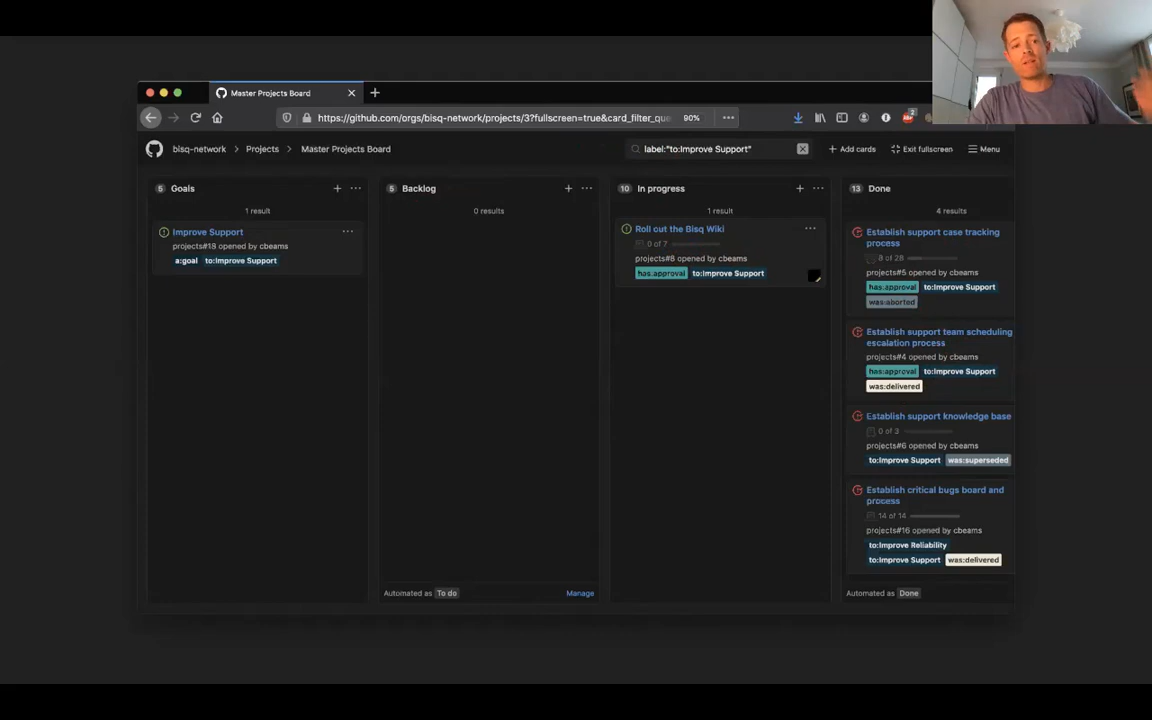 Master Projects Board
https://github.com/orgs/bisq-network/projects/3?fullscreen=true&card_filter_que
90%
2
bisq-network
Projects
Master Projects Board
label:"to:Improve Support"
Add cards
Exit fullscreen
Menu
5 Goals
1 result
Improve Support
projects#18 opened by cbeams
a:goal to:Improve Support
5 Backlog
0 results
Automated as To do
Manage
10 In progress
1 result
Roll out the Bisq Wiki
0 of 7
projects#8 opened by cbeams
has:approval to:Improve Support
13 Done
4 results
Establish support case tracking
process
8 of 28
projects#5 opened by cbeams
has:approval to:Improve Support
was:aborted
Establish support team scheduling
escalation process
projects#4 opened by cbeams
has:approval to:Improve Support
was:delivered
Establish support knowledge base
0 of 3
projects#6 opened by cbeams
to:Improve Support was:superseded
Establish critical bugs board and
process
14 of 14
projects#16 opened by cbeams
to:Improve Reliability
to:Improve Support was:delivered
Automated as Done